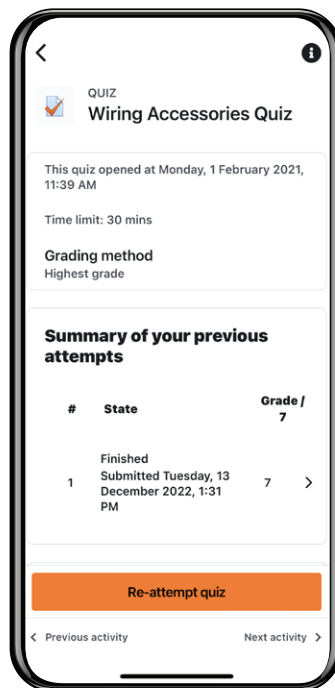 QUIZ
Wiring Accessories Quiz
This quiz opened at Monday, 1 February 2021,
11:39 AM
Time limit: 30 mins
Grading method
Highest grade
Summary of your previous
attempts
# State Grade /
7
Finished
Submitted Tuesday, 13
1 December 2022, 1:31 7
PM
Re-attempt quiz
Previous activity Next activity